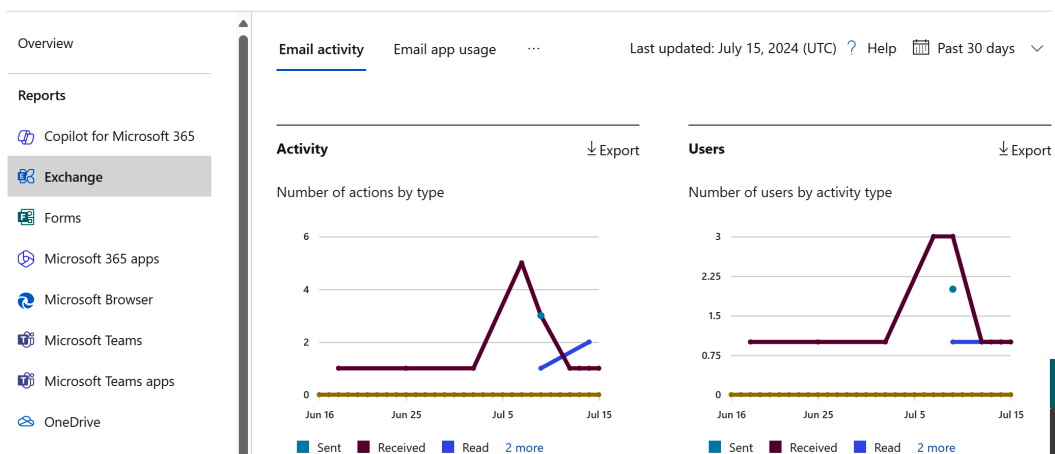 Overview
Reports
Copilot for Microsoft 365
Exchange
Forms
Microsoft 365 apps
Microsoft Browser
Microsoft Teams
Microsoft Teams apps
OneDrive
Email activity Email app usage ··· Last updated: July 15, 2024 (UTC) ? Help Past 30 days
Activity Export
Number of actions by type
6
4
2
0
Jun 16 Jun 25 Jul 5 Jul 15
Sent Received Read 2 more
Users Export
Number of users by activity type
3
2.25
1.5
0.75
0
Jun 16 Jun 25 Jul 5 Jul 15
Sent Received Read 2 more